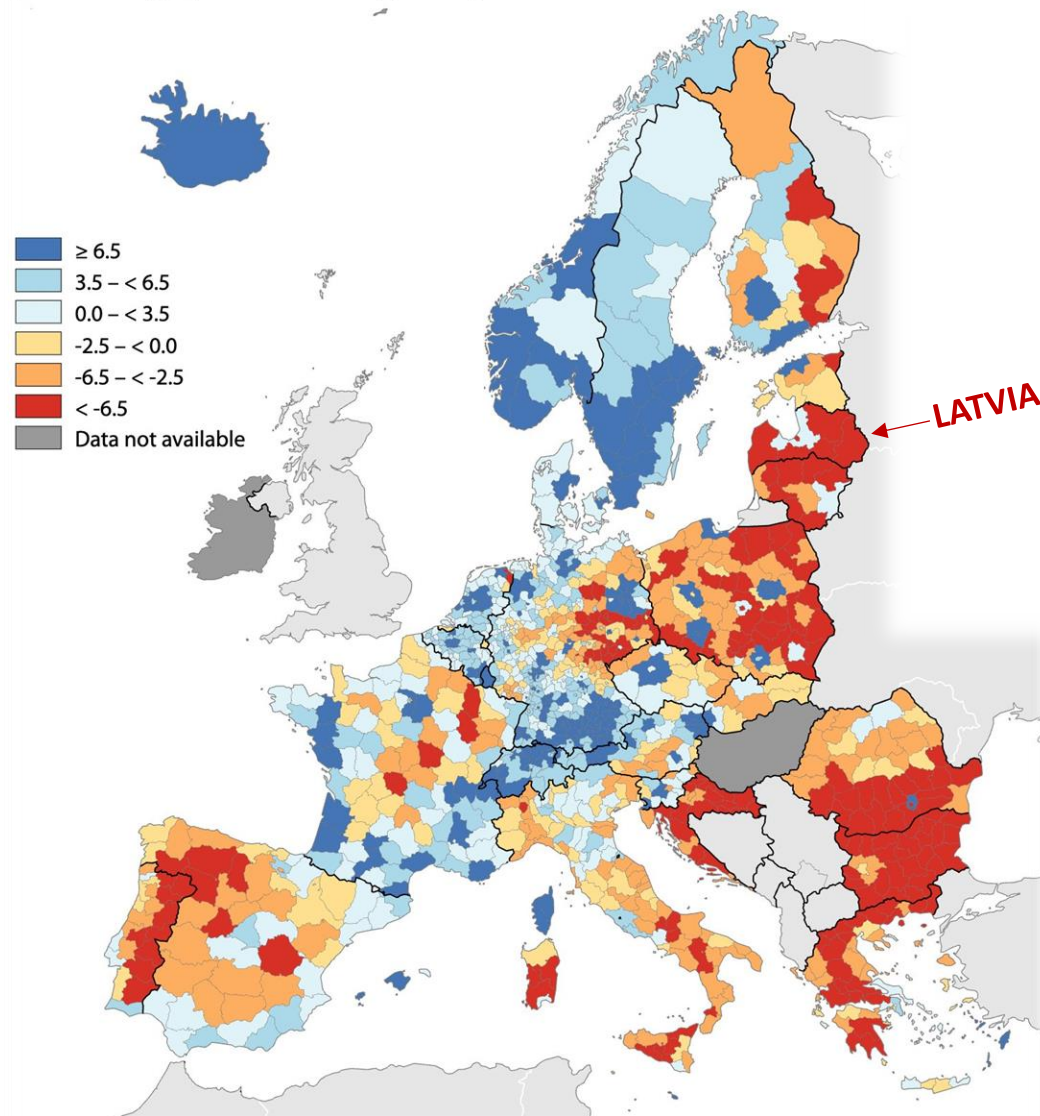 ≥ 6.5
3.5 – < 6.5
0.0 – < 3.5
-2.5 – < 0.0
-6.5 – < -2.5
< -6.5
Data not available
LATVIA